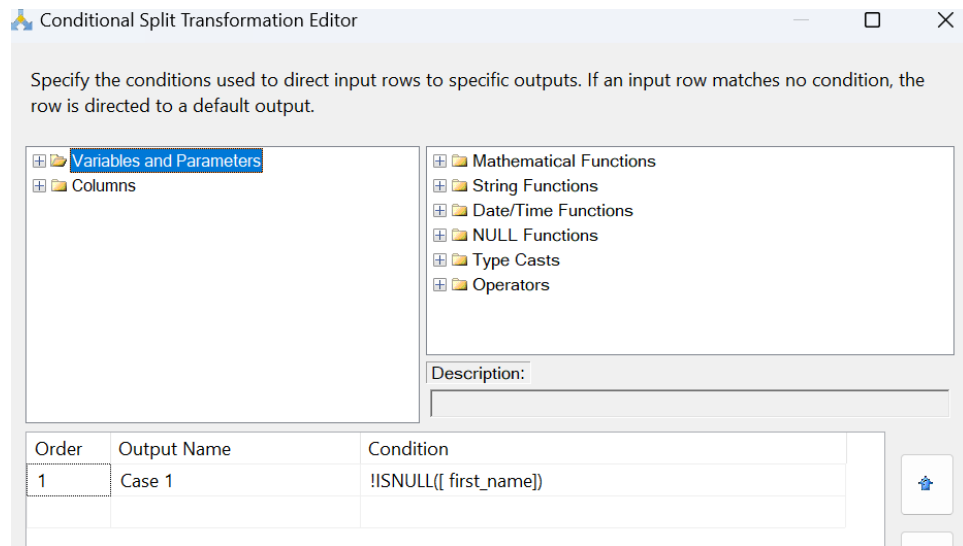 Conditional Split Transformation Editor
Specify the conditions used to direct input rows to specific outputs. If an input row matches no condition, the
row is directed to a default output.
Variables and Parameters
Columns
Mathematical Functions
String Functions
Date/Time Functions
NULL Functions
Type Casts
Operators
Description:
Order Output Name Condition
1 Case 1 !ISNULL([ first_name])